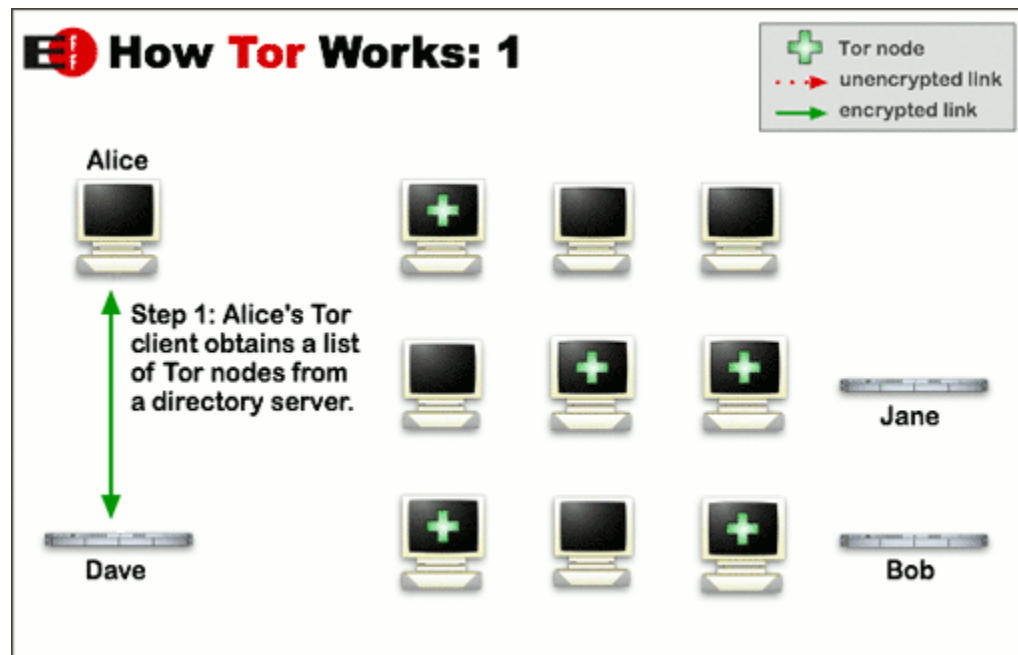 EFF How Tor Works: 1
Tor node
unencrypted link
encrypted link
Alice
Step 1: Alice's Tor
client obtains a list
of Tor nodes from
a directory server.
Jane
Dave
Bob